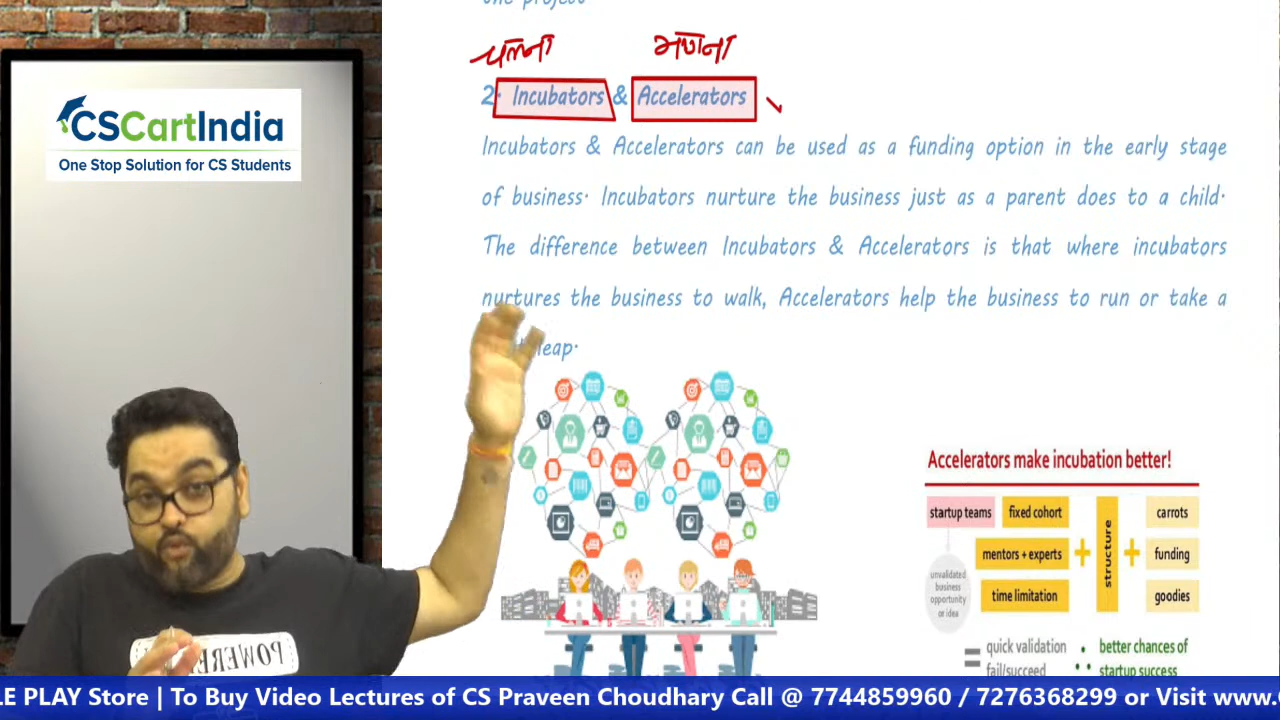 the project
चलना
भगाना
2. Incubators & Accelerators
Incubators & Accelerators can be used as a funding option in the early stage
of business. Incubators nurture the business just as a parent does to a child.
The difference between Incubators & Accelerators is that where incubators
nurtures the business to walk, Accelerators help the business to run or take a
leap.
CSCartIndia
One Stop Solution for CS Students
Accelerators make incubation better!
startup teams
fixed cohort
mentors + experts
time limitation
unvalidated
business
opportunity
or idea
+
structure
+
carrots
funding
goodies
= quick validation
fail/succeed
better chances of
startup success
LE PLAY Store | To Buy Video Lectures of CS Praveen Choudhary Call @ 7744859960 / 7276368299 or Visit www.